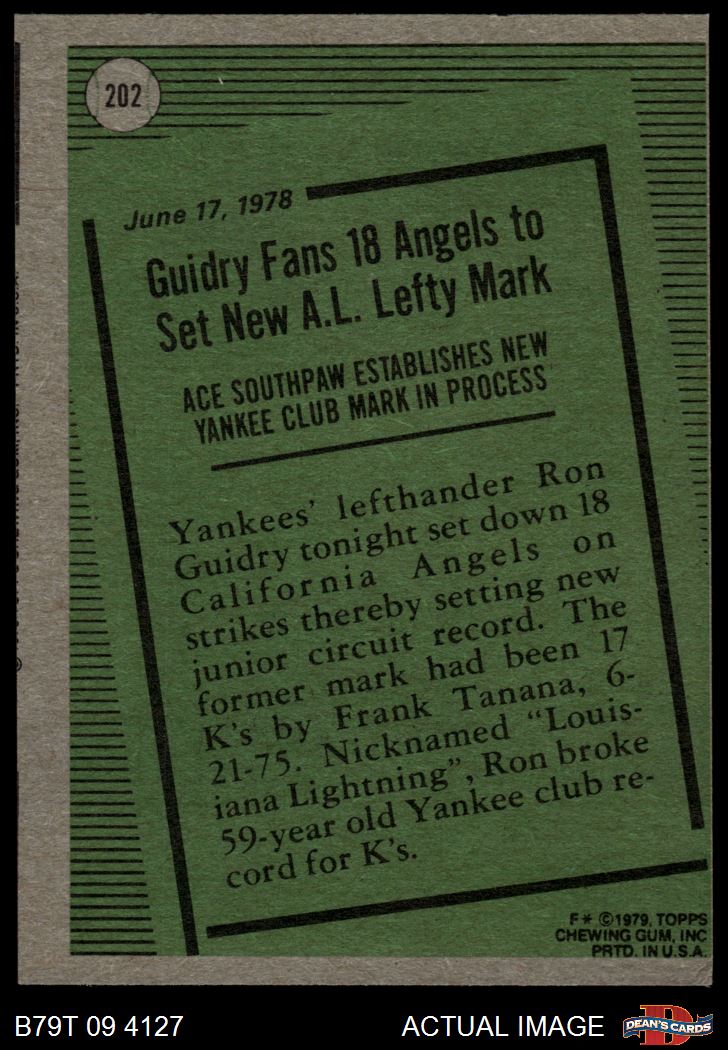 202
June 17, 1978
Guidry Fans 18 Angels to
Set New A.L. Lefty Mark
ACE SOUTHPAW ESTABLISHES NEW
YANKEE CLUB MARK IN PROCESS
Yankees' lefthander Ron
Guidry tonight set down 18
California Angels on
strikes thereby setting new
junior circuit record. The
former mark had been 17
K's by Frank Tanana, 6-
21-75. Nicknamed “Louis-
iana Lightning”, Ron broke
59-year old Yankee club re-
cord for K's.
F* ©1979, TOPPS
CHEWING GUM, INC
PRTD. IN U.S.A.
B79T 09 4127
ACTUAL IMAGE
DEAN'S CARDS